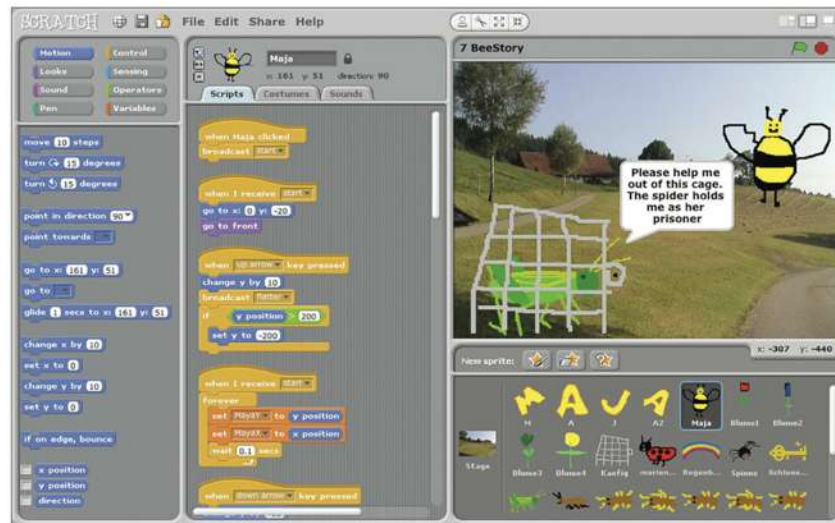 SCRATCH File Edit Share Help
Motion Control
Looks Sensing
Sound Operators
Pen Variables
move 10 steps
turn 15 degrees
turn 15 degrees
point in direction 90
point towards
go to x: 161 y: 51
go to
glide 1 secs to x: 161 y: 51
change x by 10
set x to 0
change y by 10
set y to 0
if on edge, bounce
x position
y position
direction
Maja
x: 161 y: 51 direction: 90
Scripts Costumes Sounds
when Maja clicked
broadcast start
when I receive start
go to x: 0 y: -20
go to front
when up arrow key pressed
change y by 10
broadcast flatter
if y position > 200
set y to -200
when I receive start
forever
set MayaY to y position
set MayaX to x position
wait 0.1 secs
when down arrow key pressed
7 BeeStory
Please help me
out of this cage.
The spider holds
me as her
prisoner
x: -307 y: -440
New sprite:
Stage
M A J A2 Maja Blume1 Blume2
Blume3 Blume4 Kaefig marien... Regenb... Spinne Schluess...